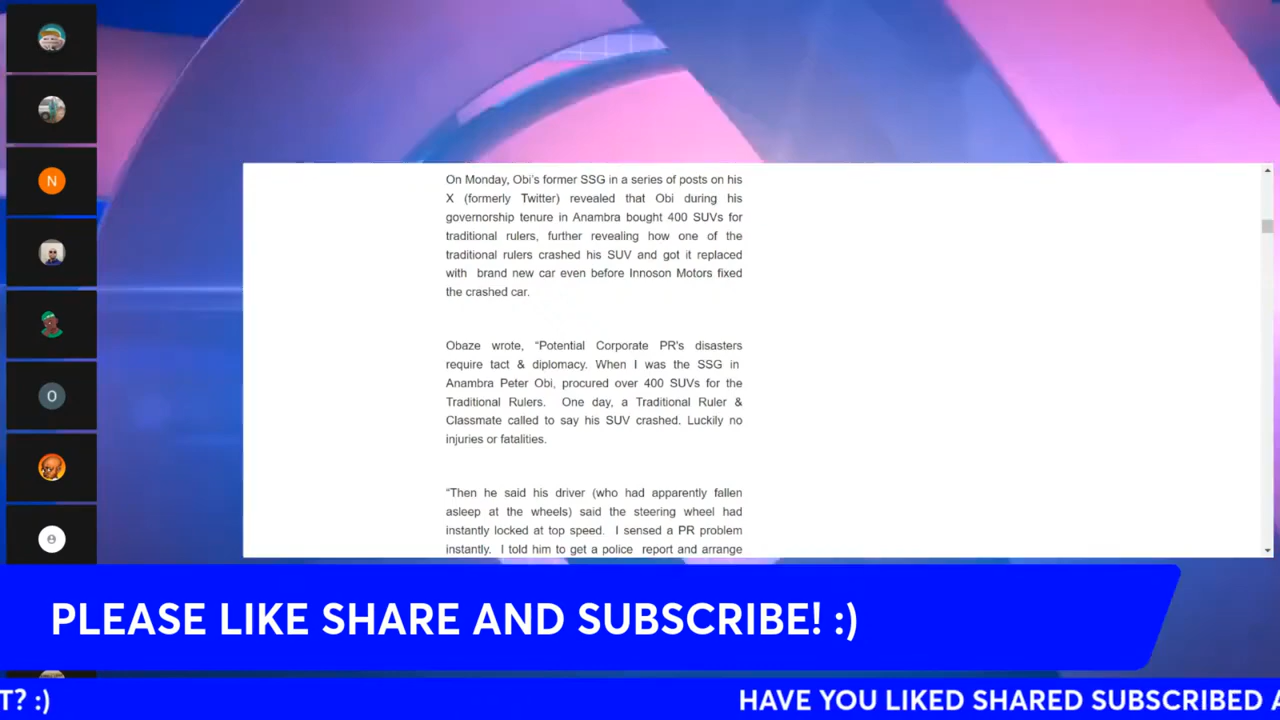 N
O
On Monday, Obi's former SSG in a series of posts on his
X (formerly Twitter) revealed that Obi during his
governorship tenure in Anambra bought 400 SUVs for
traditional rulers, further revealing how one of the
traditional rulers crashed his SUV and got it replaced
with brand new car even before Innoson Motors fixed
the crashed car.
Obaze wrote, “Potential Corporate PR's disasters
require tact & diplomacy. When I was the SSG in
Anambra Peter Obi, procured over 400 SUVs for the
Traditional Rulers. One day, a Traditional Ruler &
Classmate called to say his SUV crashed. Luckily no
injuries or fatalities.
“Then he said his driver (who had apparently fallen
asleep at the wheels) said the steering wheel had
instantly locked at top speed. I sensed a PR problem
instantly. I told him to get a police report and arrange
PLEASE LIKE SHARE AND SUBSCRIBE! :)
T? :)
HAVE YOU LIKED SHARED SUBSCRIBED A